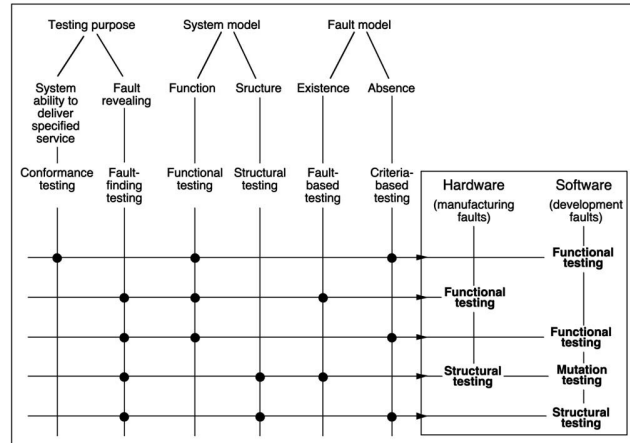 Testing purpose System model Fault model
System ability to deliver specified service
Fault revealing
Function
Sructure
Existence
Absence
Conformance testing
Fault-finding testing
Functional testing
Structural testing
Fault-based testing
Criteria-based testing
Hardware
(manufacturing faults)
Software
(development faults)
Functional testing
Functional testing
Functional testing
Structural testing
Mutation testing
Structural testing